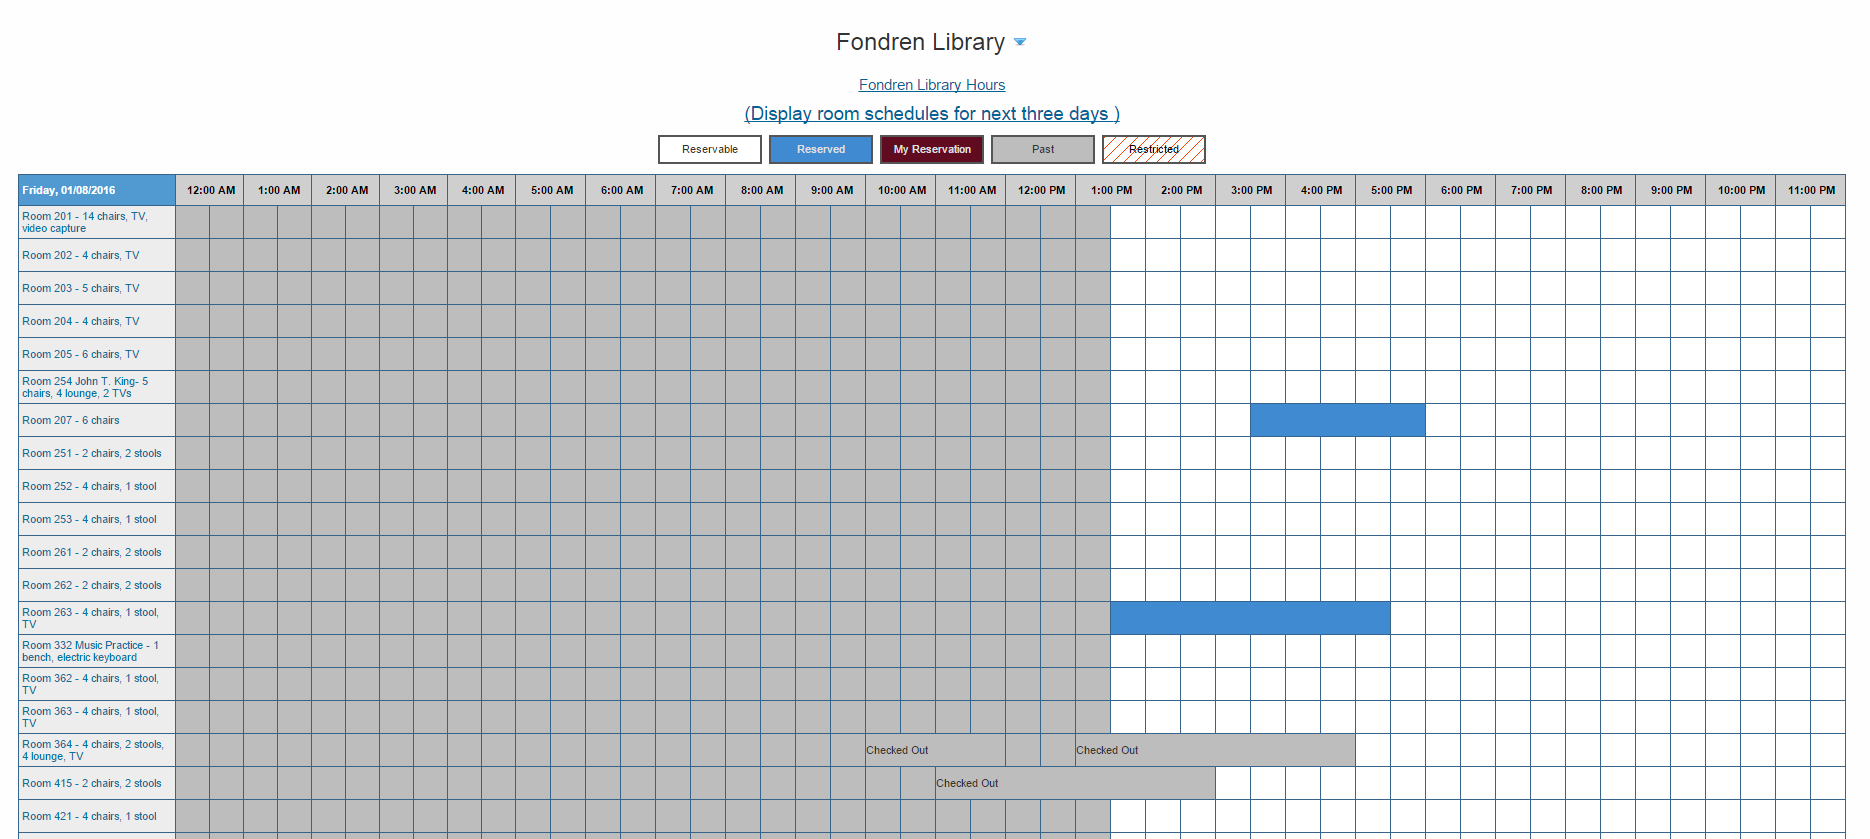 Fondren Library
Fondren Library Hours
(Display room schedules for next three days )
Reservable Reserved My Reservation Past Restricted
Friday, 01/08/2016 12:00 AM 1:00 AM 2:00 AM 3:00 AM 4:00 AM 5:00 AM 6:00 AM 7:00 AM 8:00 AM 9:00 AM 10:00 AM 11:00 AM 12:00 PM 1:00 PM 2:00 PM 3:00 PM 4:00 PM 5:00 PM 6:00 PM 7:00 PM 8:00 PM 9:00 PM 10:00 PM 11:00 PM
Room 201 - 14 chairs, TV,
video capture
Room 202 - 4 chairs, TV
Room 203 - 5 chairs, TV
Room 204 - 4 chairs, TV
Room 205 - 6 chairs, TV
Room 254 John T. King- 5
chairs, 4 lounge, 2 TVs
Room 207 - 6 chairs
Room 251 - 2 chairs, 2 stools
Room 252 - 4 chairs, 1 stool
Room 253 - 4 chairs, 1 stool
Room 261 - 2 chairs, 2 stools
Room 262 - 2 chairs, 2 stools
Room 263 - 4 chairs, 1 stool,
TV
Room 332 Music Practice - 1
bench, electric keyboard
Room 362 - 4 chairs, 1 stool,
TV
Room 363 - 4 chairs, 1 stool,
TV
Room 364 - 4 chairs, 2 stools,
4 lounge, TV
Checked Out Checked Out
Room 415 - 2 chairs, 2 stools Checked Out
Room 421 - 4 chairs, 1 stool